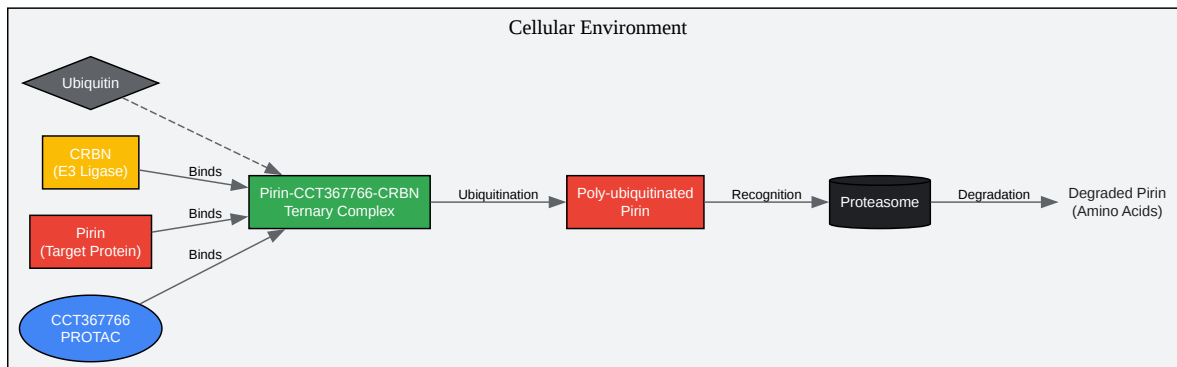 Cellular Environment
Ubiquitin
CRBN
(E3 Ligase)
Binds
Pirin
(Target Protein)
Binds
CCT367766
PROTAC
Binds
Pirin-CCT367766-CRBN
Ternary Complex
Ubiquitination
Poly-ubiquitinated
Pirin
Recognition
Proteasome
Degradation
Degraded Pirin
(Amino Acids)